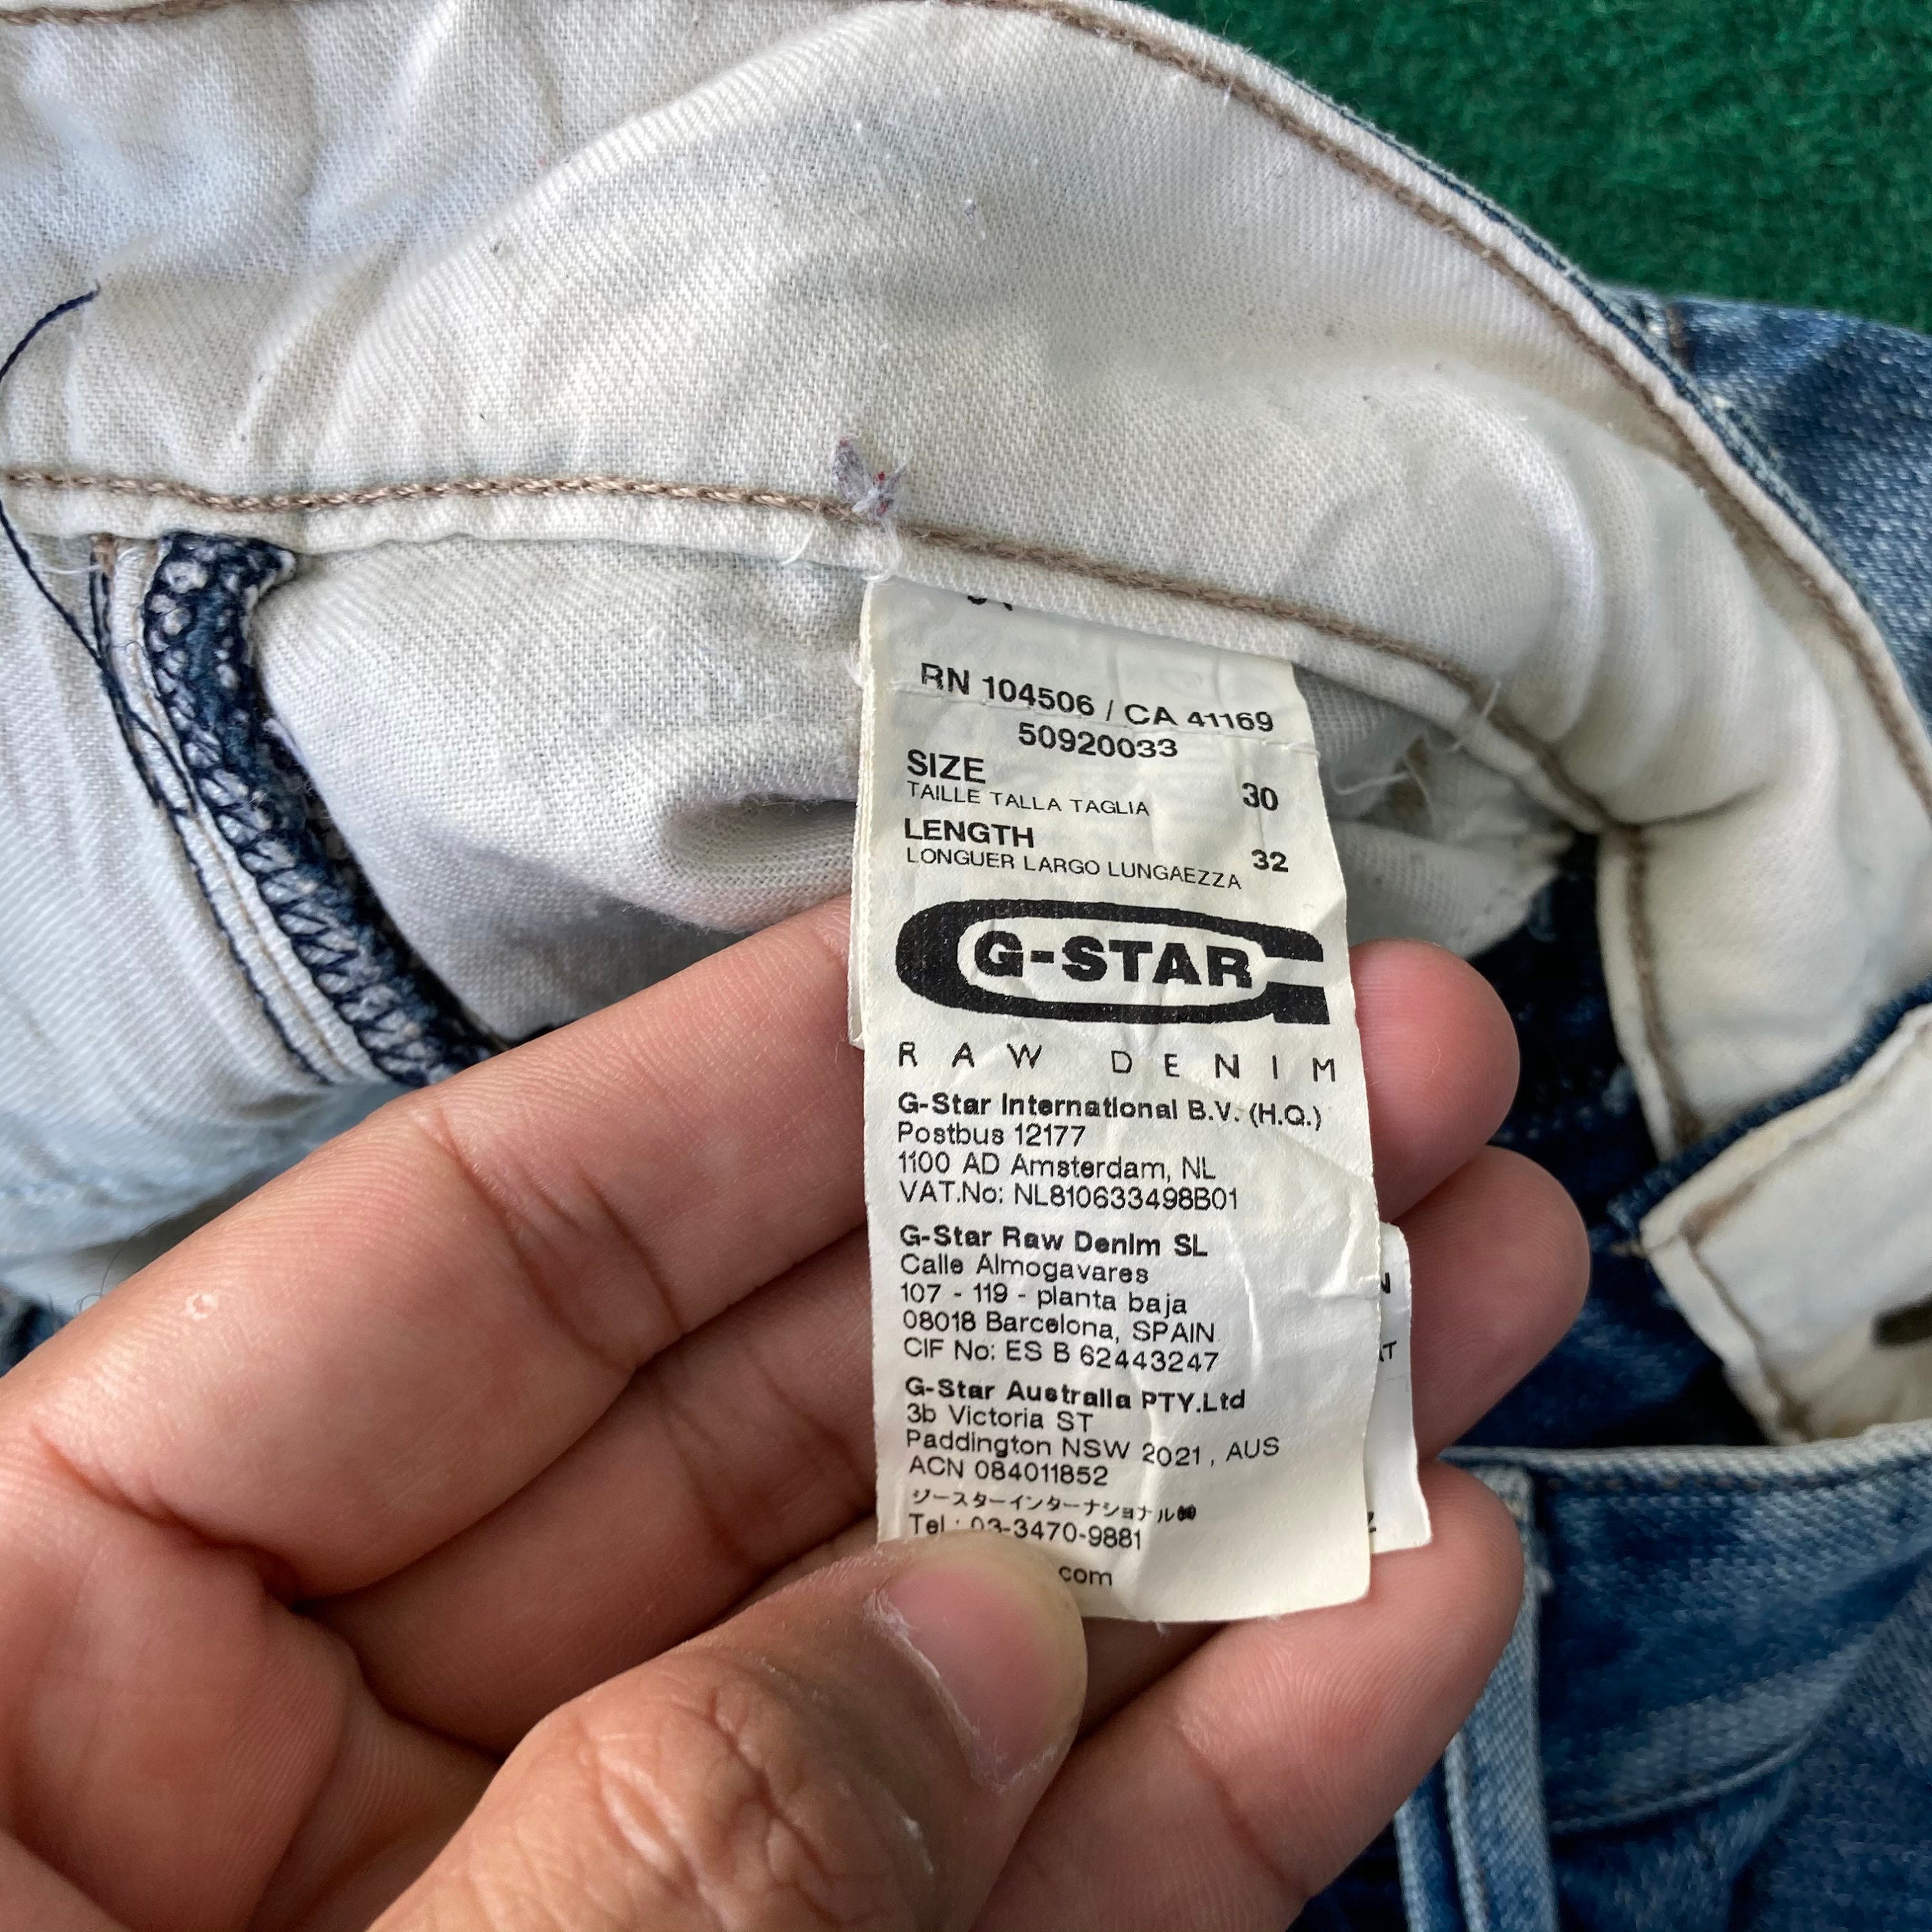 RN 104506 / CA 41169
50920033
SIZE 30
TAILLE TALLA TAGLIA
LENGTH 32
LONGUER LARGO LUNGAEZZA
G-STAR
RAW DENIM
G-Star International B.V. (H.Q.)
Postbus 12177
1100 AD Amsterdam, NL
VAT.No: NL810633498B01
G-Star Raw Denim SL
Calle Almogavares
107 - 119 - planta baja
08018 Barcelona, SPAIN
CIF No: ES B 62443247
G-Star Australia PTY.Ltd
3b Victoria ST
Paddington NSW 2021, AUS
ACN 084011852
ジースターインターナショナル㈱
Tel : 03-3470-9881
com